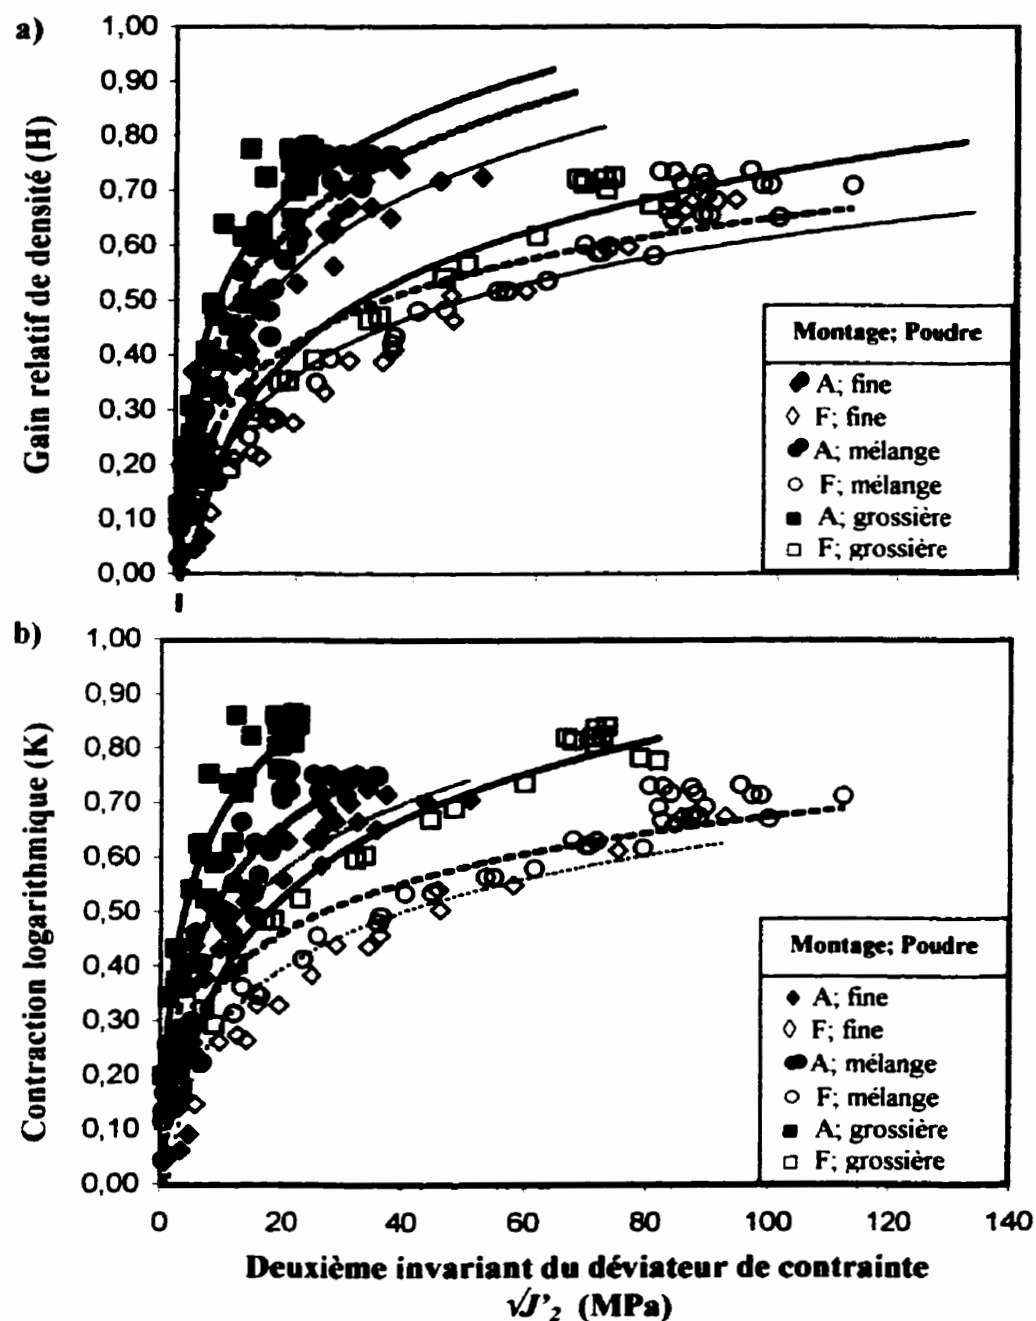 a)
Gain relatif de densité (H)
1,00
0,90
0,80
0,70
0,60
0,50
0,40
0,30
0,20
0,10
0,00
Montage; Poudre
A; fine
F; fine
A; mélange
F; mélange
A; grossière
F; grossière
b)
Contraction logarithmique (K)
1,00
0,90
0,80
0,70
0,60
0,50
0,40
0,30
0,20
0,10
0,00
Montage; Poudre
A; fine
F; fine
A; mélange
F; mélange
A; grossière
F; grossière
0 20 40 60 80 100 120 140
Deuxième invariant du déviateur de contrainte
√J'₂ (MPa)